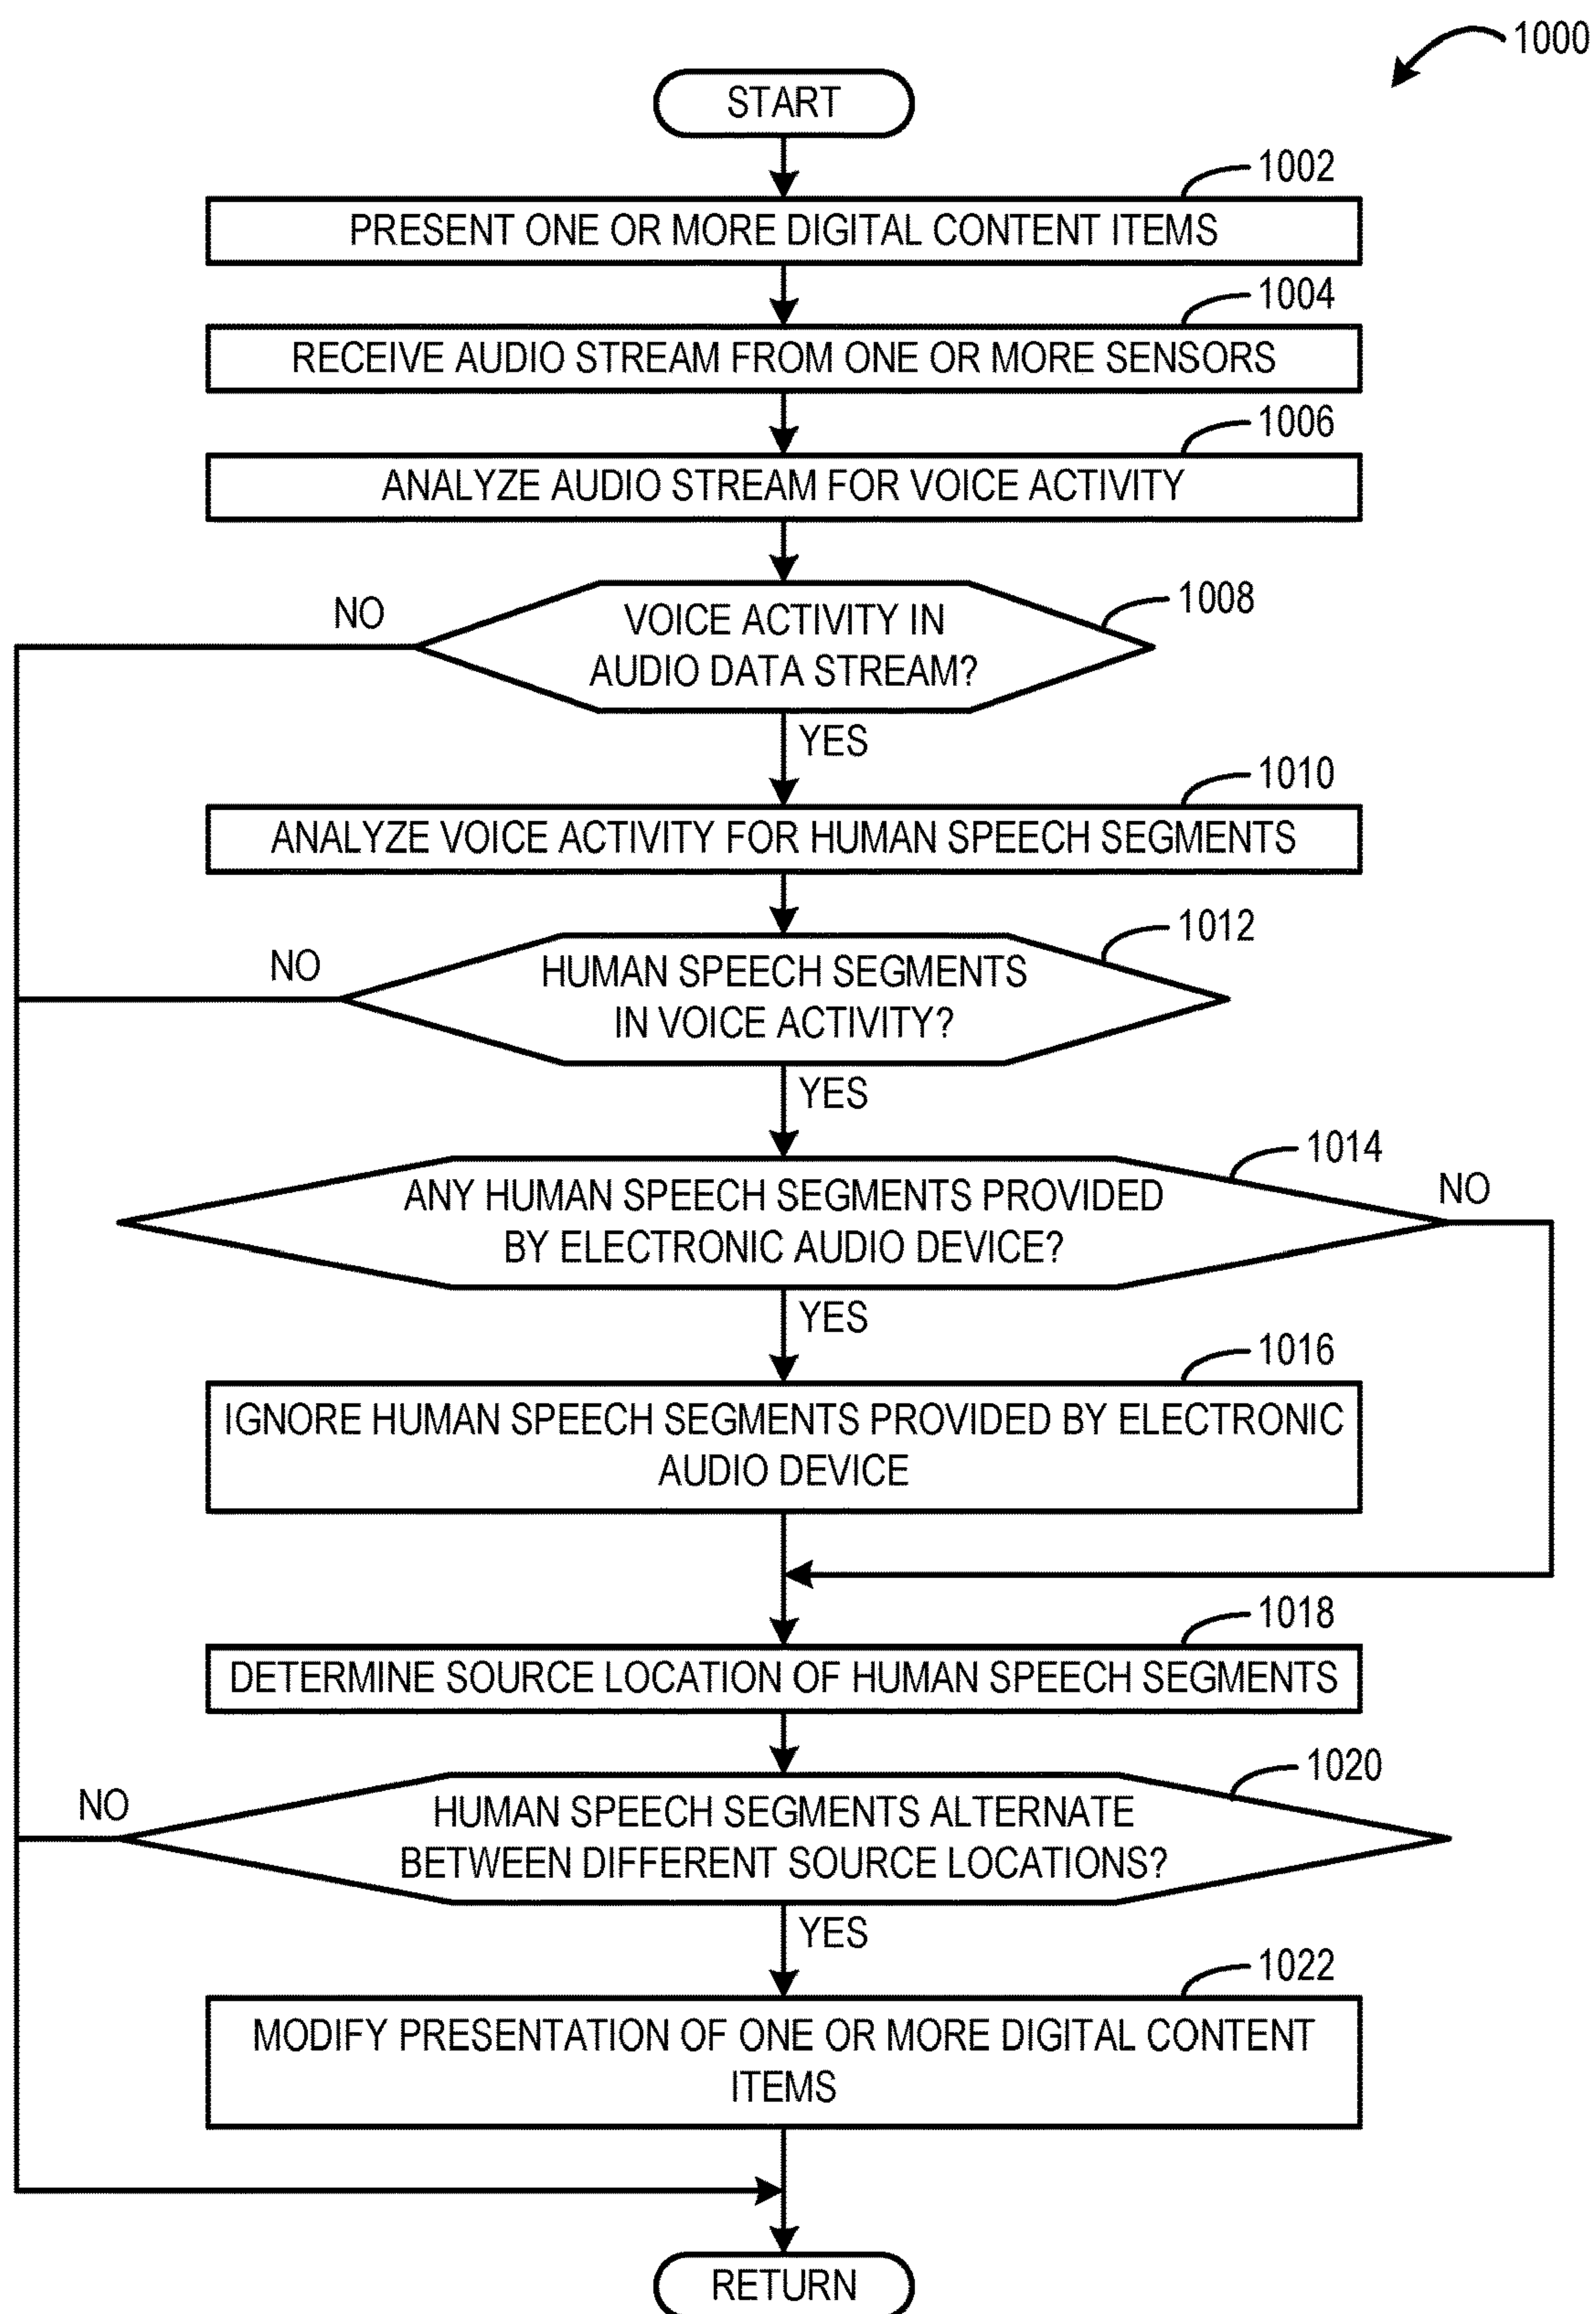 1000
START
1002
PRESENT ONE OR MORE DIGITAL CONTENT ITEMS
1004
RECEIVE AUDIO STREAM FROM ONE OR MORE SENSORS
1006
ANALYZE AUDIO STREAM FOR VOICE ACTIVITY
1008
NO
VOICE ACTIVITY IN
AUDIO DATA STREAM?
YES
1010
ANALYZE VOICE ACTIVITY FOR HUMAN SPEECH SEGMENTS
1012
NO
HUMAN SPEECH SEGMENTS
IN VOICE ACTIVITY?
YES
1014
NO
ANY HUMAN SPEECH SEGMENTS PROVIDED
BY ELECTRONIC AUDIO DEVICE?
YES
1016
IGNORE HUMAN SPEECH SEGMENTS PROVIDED BY ELECTRONIC
AUDIO DEVICE
1018
DETERMINE SOURCE LOCATION OF HUMAN SPEECH SEGMENTS
1020
NO
HUMAN SPEECH SEGMENTS ALTERNATE
BETWEEN DIFFERENT SOURCE LOCATIONS?
YES
1022
MODIFY PRESENTATION OF ONE OR MORE DIGITAL CONTENT
ITEMS
RETURN